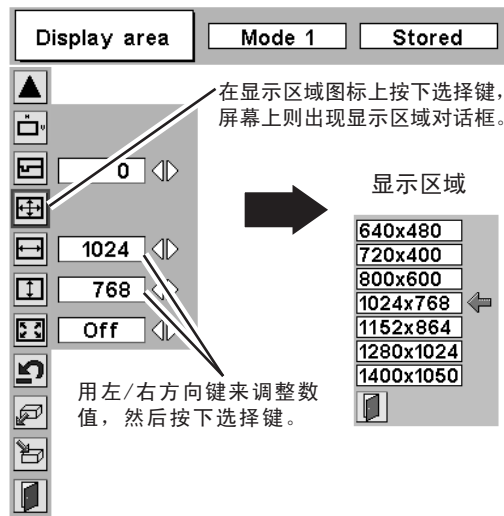 Display area
Mode 1
Stored
在显示区域图标上按下选择键，
屏幕上则出现显示区域对话框。
0
1024
768
Off
用左/右方向键来调整数
值，然后按下选择键。
显示区域
640x480
720x400
800x600
1024x768
1152x864
1280x1024
1400x1050